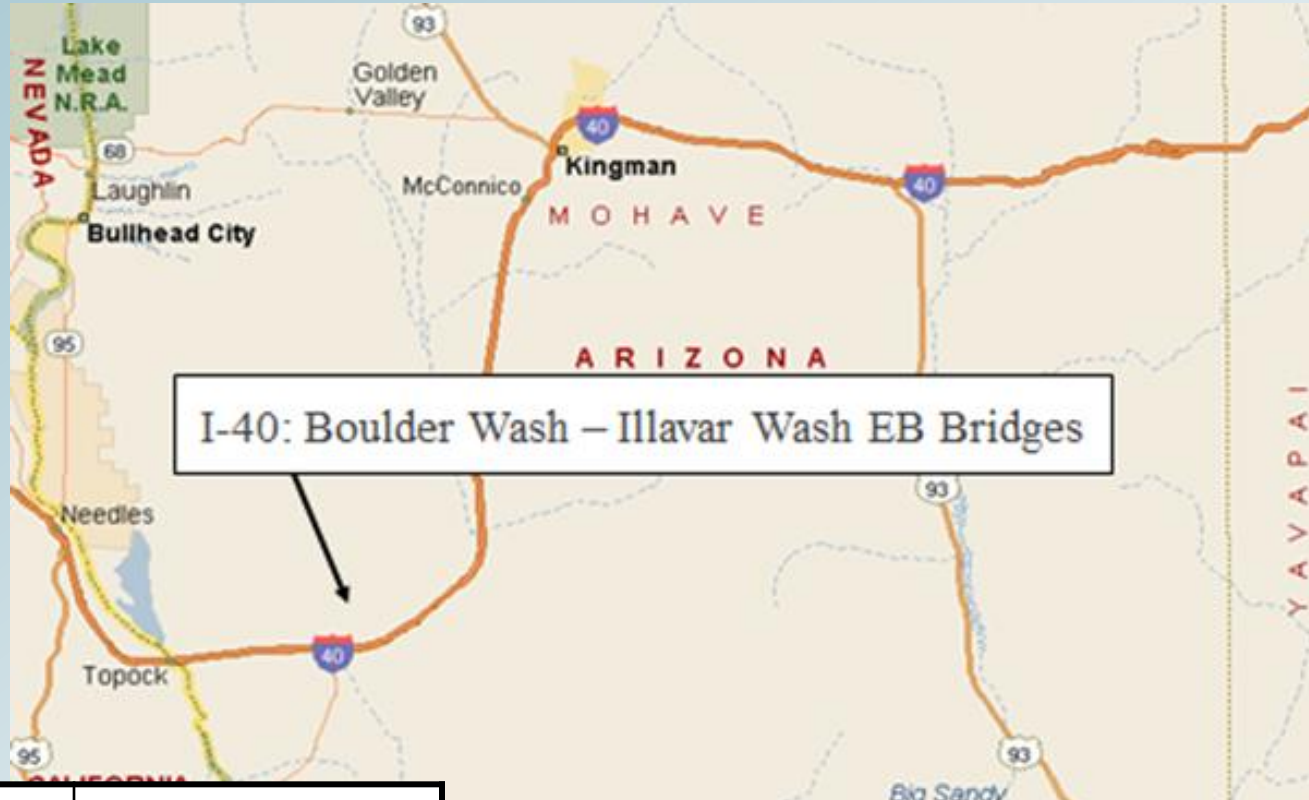 93
Lake
Mead
N.R.A.
NEVADA
Golden
Valley
40
68
Kingman
McConnico
40
Laughlin
MOHAVE
Bullhead City
95
ARIZONA
I-40: Boulder Wash – Illavar Wash EB Bridges
YAVAPAI
93
Needles
40
Topock
95
93
CALIFORNIA
Big Sandy